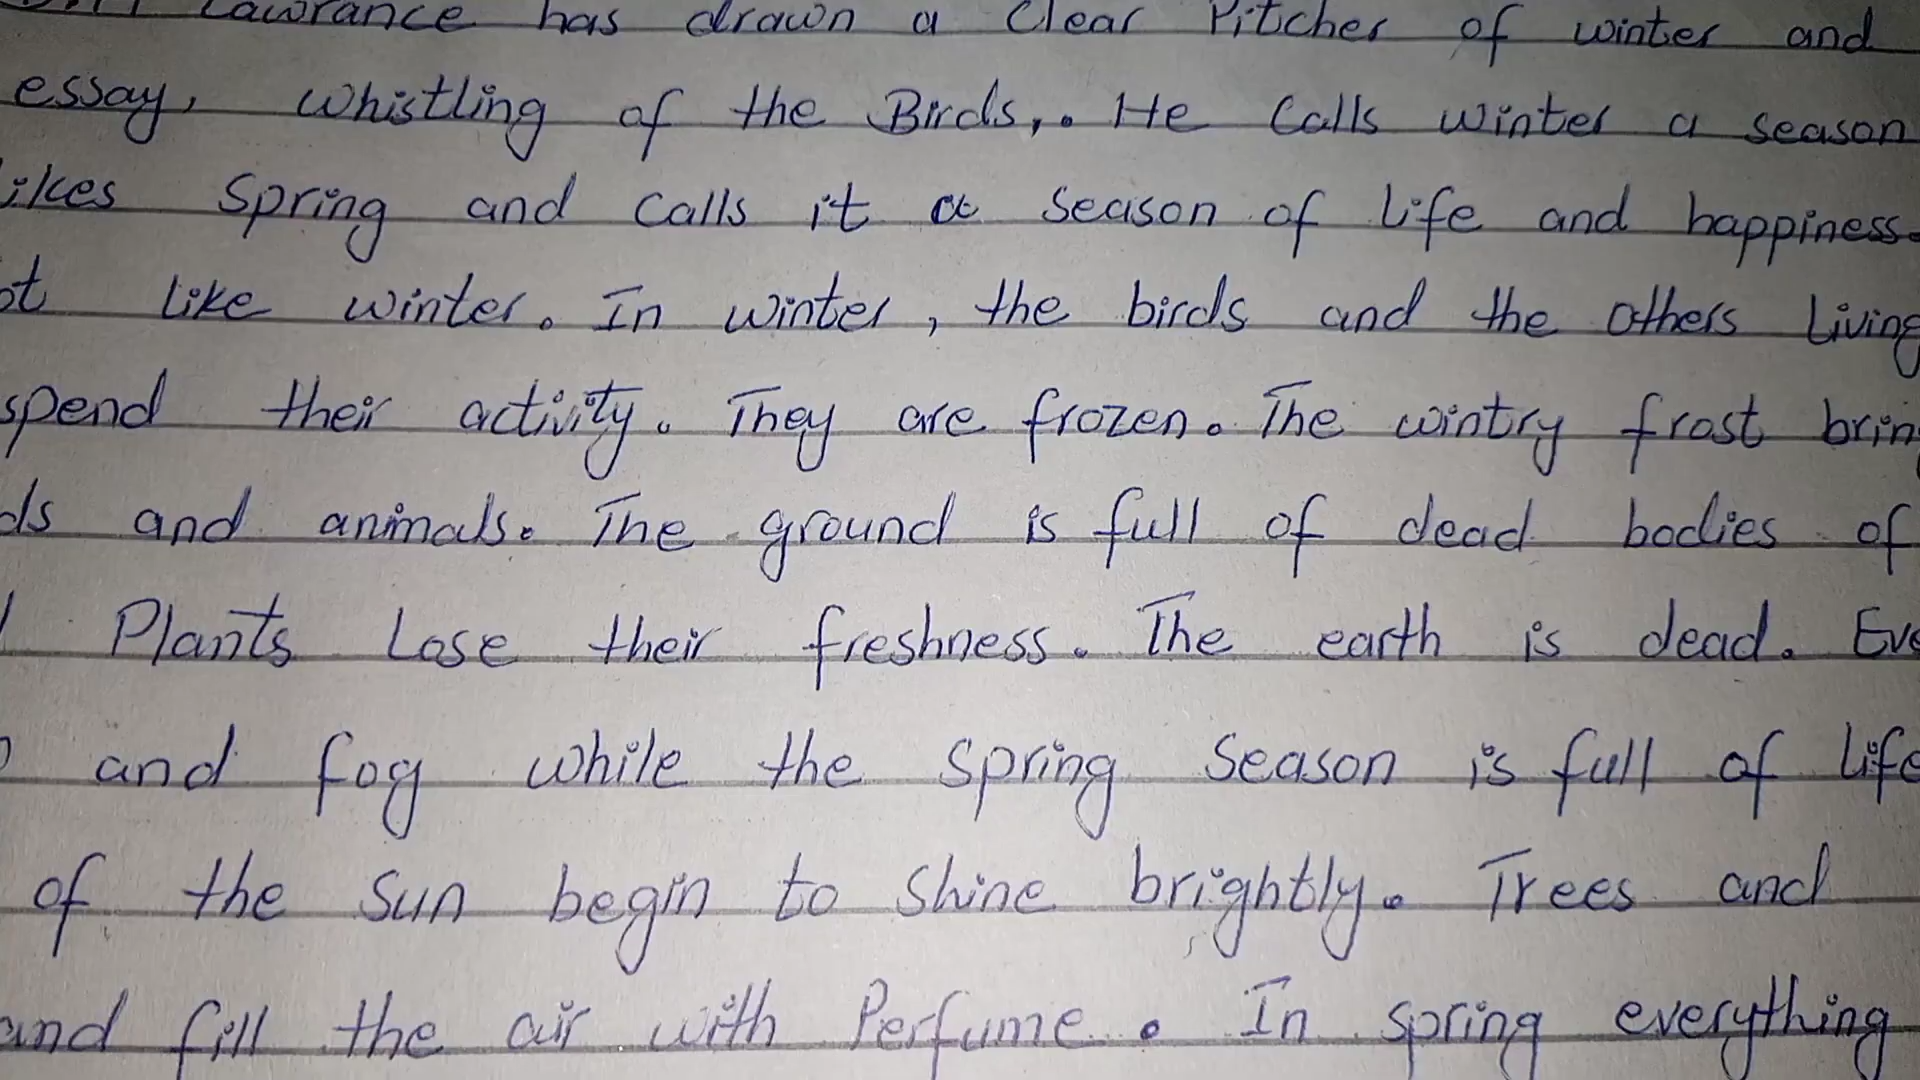 Lawrance has drawn a clear Pitcher of winter and
essay, whistling of the Birds,. He Calls winter a season
likes Spring and Calls it a Season of life and happiness.
like winter. In winter, the birds and the others Living
spend their activity. They are frozen. The wintry frost brin
ds and animals. The ground is full of dead bodies of
Plants Lose their freshness. The earth is dead. Eve
and fog while the Spring Season is full of life
of the Sun begin to Shine brightly. Trees and
and fill the air with Perfume. In spring everything